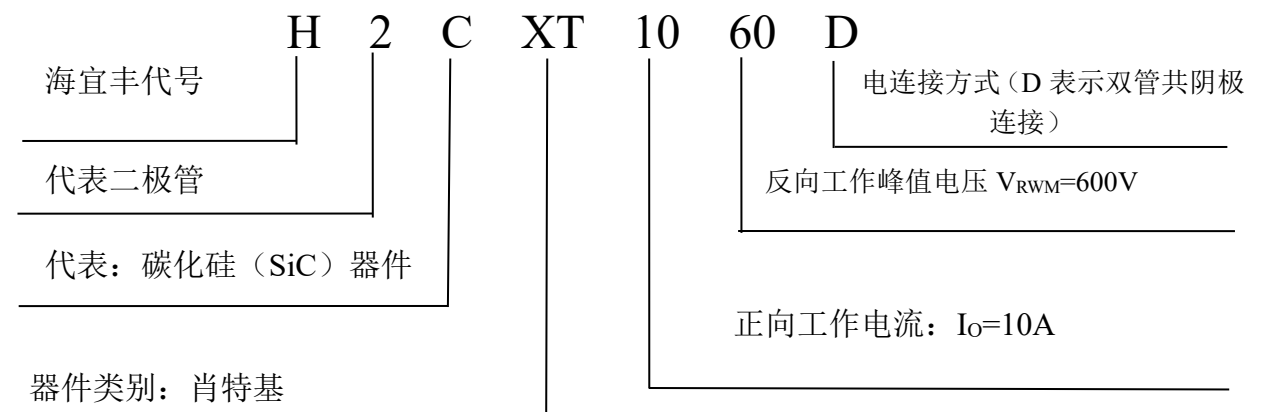 H 2 C XT 10 60 D
海宜丰代号
电连接方式（D 表示双管共阴极
连接）
代表二极管
反向工作峰值电压 VRWM=600V
代表：碳化硅（SiC）器件
正向工作电流：IO=10A
器件类别：肖特基